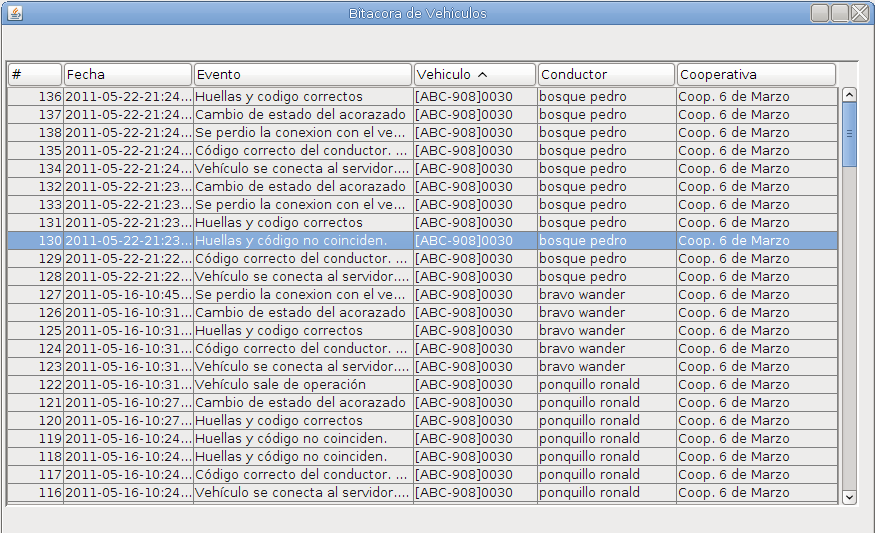 Bitacora de Vehiculos
# Fecha Evento Vehiculo Conductor Cooperativa
136 2011-05-22-21:24... Huellas y codigo correctos [ABC-908]0030 bosque pedro Coop. 6 de Marzo
137 2011-05-22-21:24... Cambio de estado del acorazado [ABC-908]0030 bosque pedro Coop. 6 de Marzo
138 2011-05-22-21:24... Se perdio la conexion con el ve... [ABC-908]0030 bosque pedro Coop. 6 de Marzo
135 2011-05-22-21:24... Código correcto del conductor. ... [ABC-908]0030 bosque pedro Coop. 6 de Marzo
134 2011-05-22-21:24... Vehículo se conecta al servidor.... [ABC-908]0030 bosque pedro Coop. 6 de Marzo
132 2011-05-22-21:23... Cambio de estado del acorazado [ABC-908]0030 bosque pedro Coop. 6 de Marzo
133 2011-05-22-21:23... Se perdio la conexion con el ve... [ABC-908]0030 bosque pedro Coop. 6 de Marzo
131 2011-05-22-21:23... Huellas y codigo correctos [ABC-908]0030 bosque pedro Coop. 6 de Marzo
130 2011-05-22-21:23... Huellas y código no coinciden. [ABC-908]0030 bosque pedro Coop. 6 de Marzo
129 2011-05-22-21:22... Código correcto del conductor. ... [ABC-908]0030 bosque pedro Coop. 6 de Marzo
128 2011-05-22-21:22... Vehículo se conecta al servidor.... [ABC-908]0030 bosque pedro Coop. 6 de Marzo
127 2011-05-16-10:45... Se perdio la conexion con el ve... [ABC-908]0030 bravo wander Coop. 6 de Marzo
126 2011-05-16-10:31... Cambio de estado del acorazado [ABC-908]0030 bravo wander Coop. 6 de Marzo
125 2011-05-16-10:31... Huellas y codigo correctos [ABC-908]0030 bravo wander Coop. 6 de Marzo
124 2011-05-16-10:31... Código correcto del conductor. ... [ABC-908]0030 bravo wander Coop. 6 de Marzo
123 2011-05-16-10:31... Vehículo se conecta al servidor.... [ABC-908]0030 bravo wander Coop. 6 de Marzo
122 2011-05-16-10:31... Vehículo sale de operación [ABC-908]0030 ponquillo ronald Coop. 6 de Marzo
121 2011-05-16-10:27... Cambio de estado del acorazado [ABC-908]0030 ponquillo ronald Coop. 6 de Marzo
120 2011-05-16-10:27... Huellas y codigo correctos [ABC-908]0030 ponquillo ronald Coop. 6 de Marzo
119 2011-05-16-10:24... Huellas y código no coinciden. [ABC-908]0030 ponquillo ronald Coop. 6 de Marzo
118 2011-05-16-10:24... Huellas y código no coinciden. [ABC-908]0030 ponquillo ronald Coop. 6 de Marzo
117 2011-05-16-10:24... Código correcto del conductor. ... [ABC-908]0030 ponquillo ronald Coop. 6 de Marzo
116 2011-05-16-10:24... Vehículo se conecta al servidor.... [ABC-908]0030 ponquillo ronald Coop. 6 de Marzo